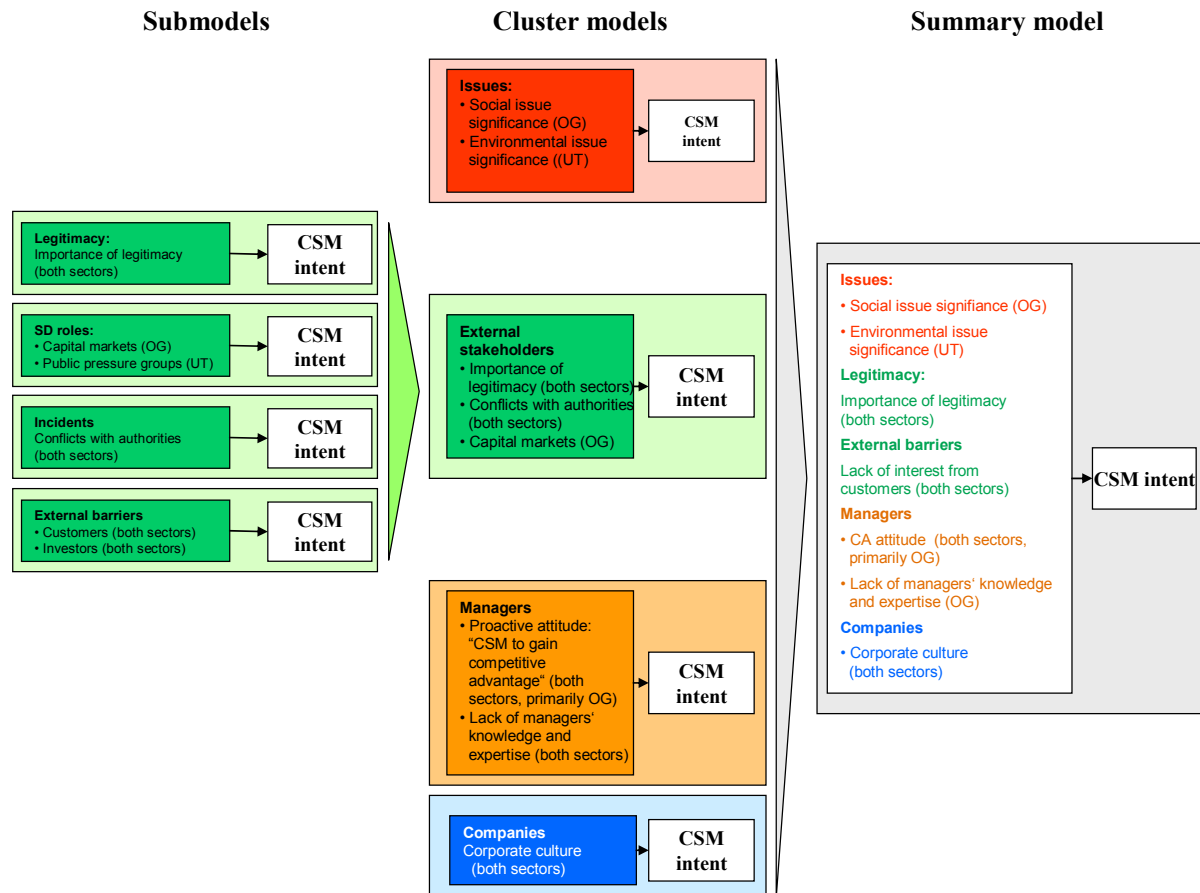 Submodels
Cluster models
Summary model
Legitimacy:
Importance of legitimacy
(both sectors)
CSM
intent
SD roles:
• Capital markets (OG)
• Public pressure groups (UT)
CSM
intent
Incidents
Conflicts with authorities
(both sectors)
CSM
intent
External barriers
• Customers (both sectors)
• Investors (both sectors)
CSM
intent
Issues:
• Social issue
significance (OG)
• Environmental issue
significance ((UT)
CSM
intent
External
stakeholders
• Importance of
legitimacy (both sectors)
• Conflicts with authorities
(both sectors)
• Capital markets (OG)
CSM
intent
Managers
• Proactive attitude:
“CSM to gain
competitive
advantage“ (both
sectors, primarily OG)
• Lack of managers‘
knowledge and
expertise (both sectors)
CSM
intent
Companies
Corporate culture
(both sectors)
CSM
intent
Issues:
• Social issue signifiance (OG)
• Environmental issue
significance (UT)
Legitimacy:
Importance of legitimacy
(both sectors)
External barriers
Lack of interest from
customers (both sectors)
Managers
• CA attitude (both sectors,
primarily OG)
• Lack of managers‘ knowledge
and expertise (OG)
Companies
• Corporate culture
(both sectors)
CSM intent